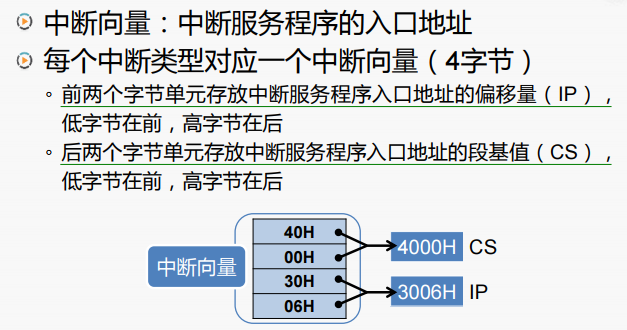 中断向量：中断服务程序的入口地址
每个中断类型对应一个中断向量（4字节）
前两个字节单元存放中断服务程序入口地址的偏移量（IP），
低字节在前，高字节在后
后两个字节单元存放中断服务程序入口地址的段基值（CS），
低字节在前，高字节在后
中断向量
40H
00H
30H
06H
4000H CS
3006H IP